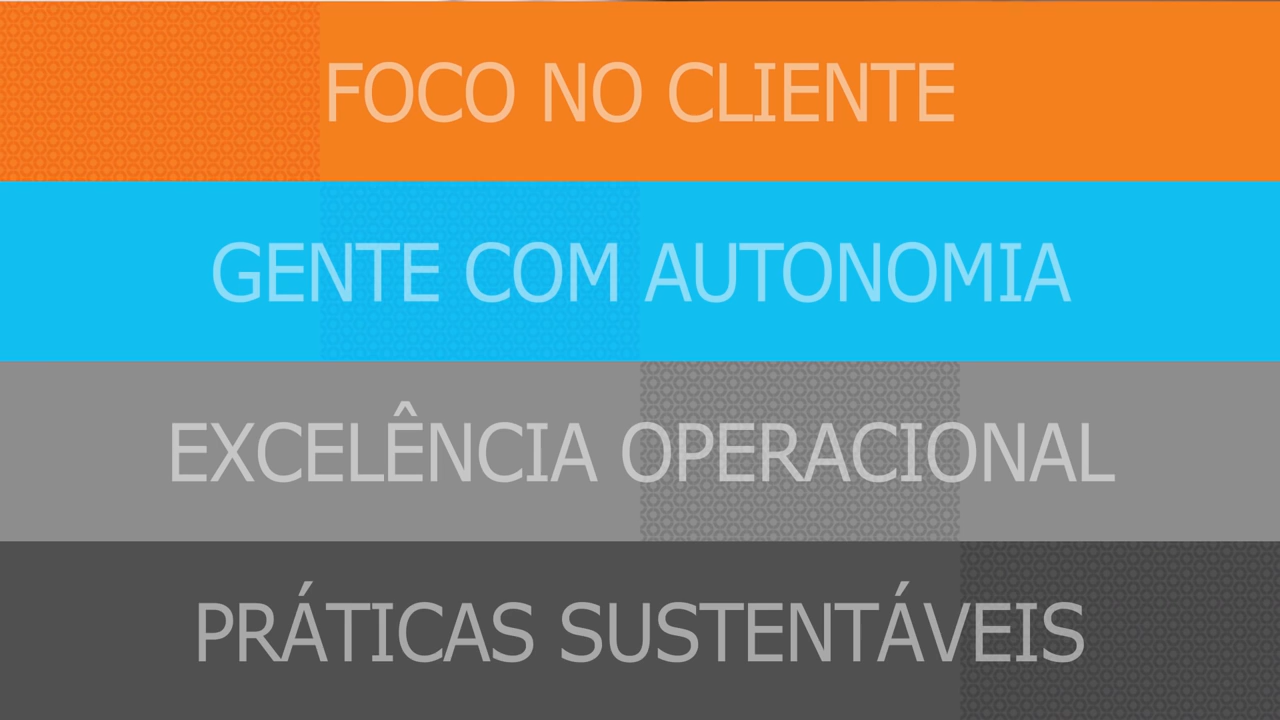 FOCO NO CLIENTE
GENTE COM AUTONOMIA
EXCELÊNCIA OPERACIONAL
PRÁTICAS SUSTENTÁVEIS